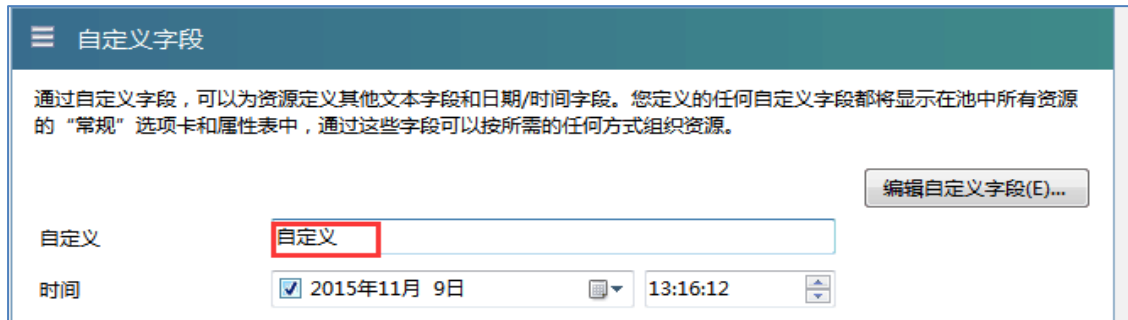 自定义字段
通过自定义字段，可以为资源定义其他文本字段和日期/时间字段。您定义的任何自定义字段都将显示在池中所有资源
的“常规”选项卡和属性表中，通过这些字段可以按所需的任何方式组织资源。
编辑自定义字段(E)...
自定义 自定义
时间 2015年11月 9日 13:16:12